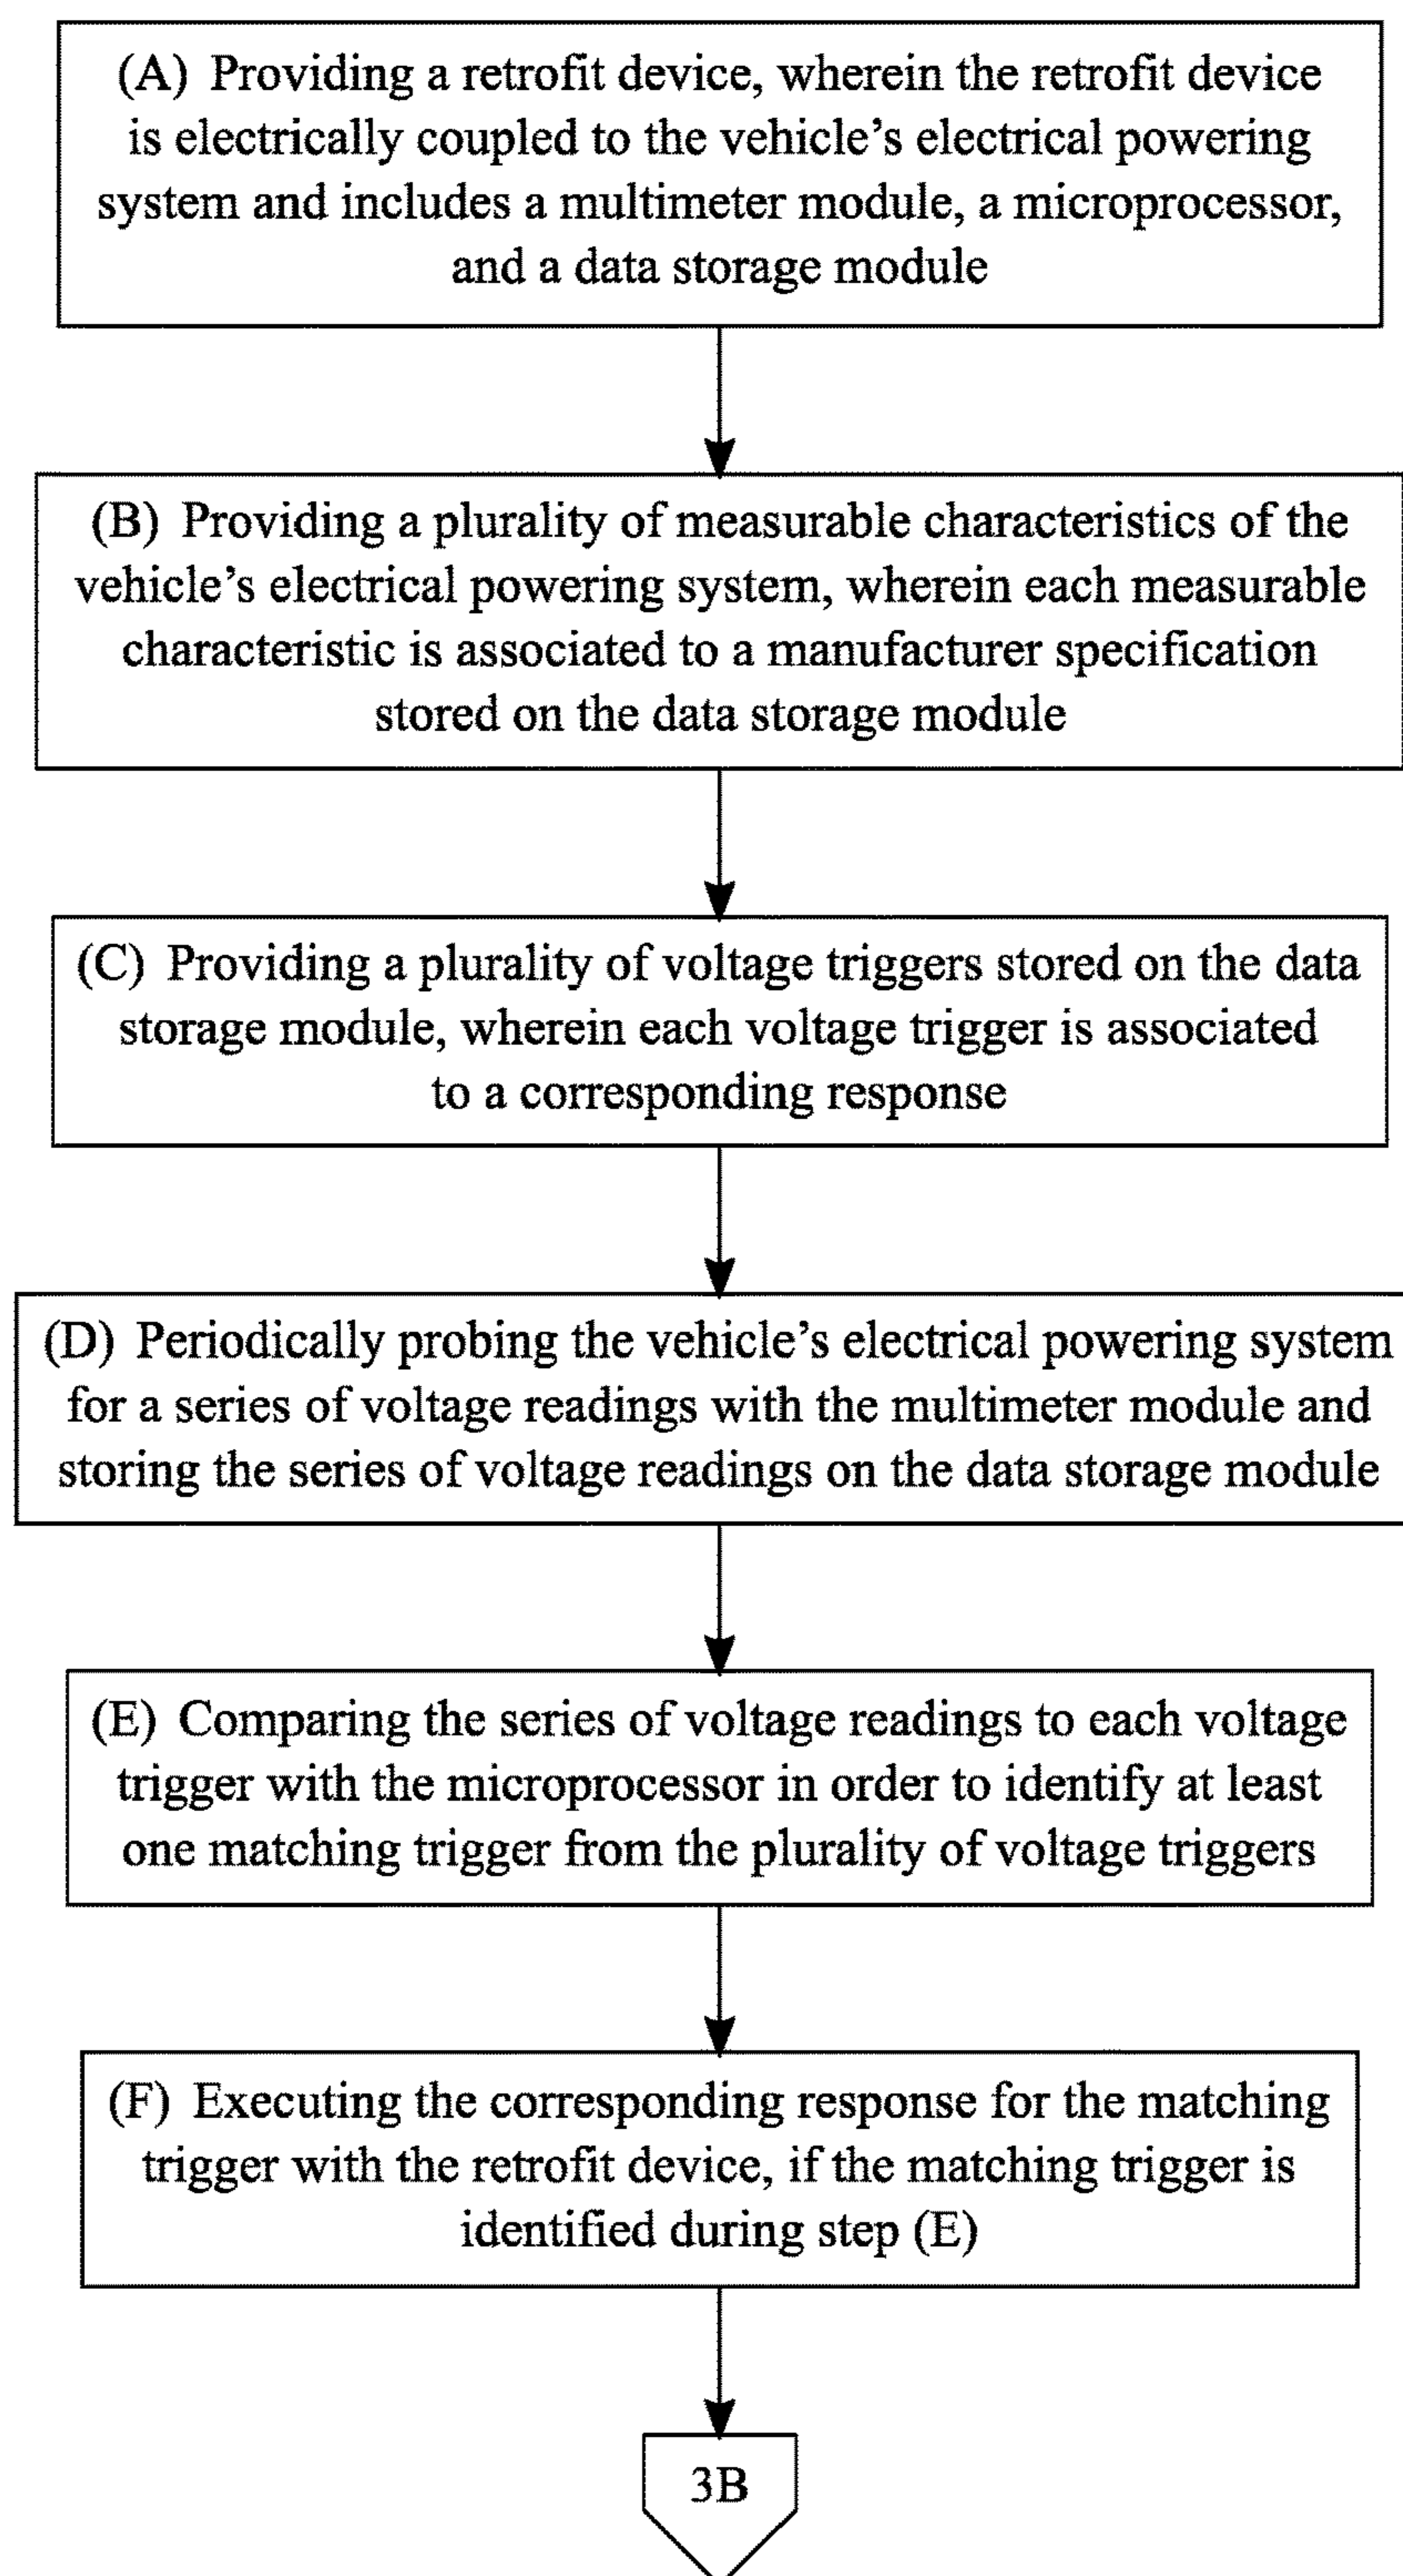 (A) Providing a retrofit device, wherein the retrofit device
is electrically coupled to the vehicle's electrical powering
system and includes a multimeter module, a microprocessor,
and a data storage module
(B) Providing a plurality of measurable characteristics of the
vehicle's electrical powering system, wherein each measurable
characteristic is associated to a manufacturer specification
stored on the data storage module
(C) Providing a plurality of voltage triggers stored on the data
storage module, wherein each voltage trigger is associated
to a corresponding response
(D) Periodically probing the vehicle's electrical powering system
for a series of voltage readings with the multimeter module and
storing the series of voltage readings on the data storage module
(E) Comparing the series of voltage readings to each voltage
trigger with the microprocessor in order to identify at least
one matching trigger from the plurality of voltage triggers
(F) Executing the corresponding response for the matching
trigger with the retrofit device, if the matching trigger is
identified during step (E)
3B